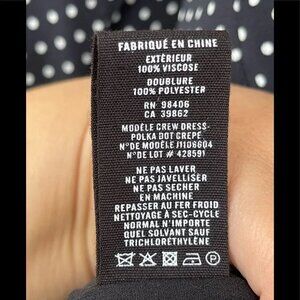 FABRIQUÉ EN CHINE
EXTÉRIEUR
100% VISCOSE
DOUBLURE
100% POLYESTER
RN 98406
CA 39862
MODÈLE CREW DRESS-
POLKA DOT CRÊPE
N°DE MODÈLE J1108604
N°DE LOT # 428591
NE PAS LAVER
NE PAS JAVELLISER
NE PAS SECHER
EN MACHINE
REPASSER AU FER FROID
NETTOYAGE À SEC-CYCLE
NORMAL N'IMPORTE
QUEL SOLVANT SAUF
TRICHLORÉTHYLÈNE
P